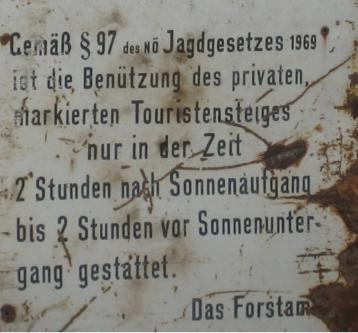 Gemäß § 97 des NÖ Jagdgesetzes 1969
ist die Benützung des privaten,
markierten Touristensteiges
nur in der Zeit
2 Stunden nach Sonnenaufgang
bis 2 Stunden vor Sonnenunter-
gang gestattet.
Das Forstam